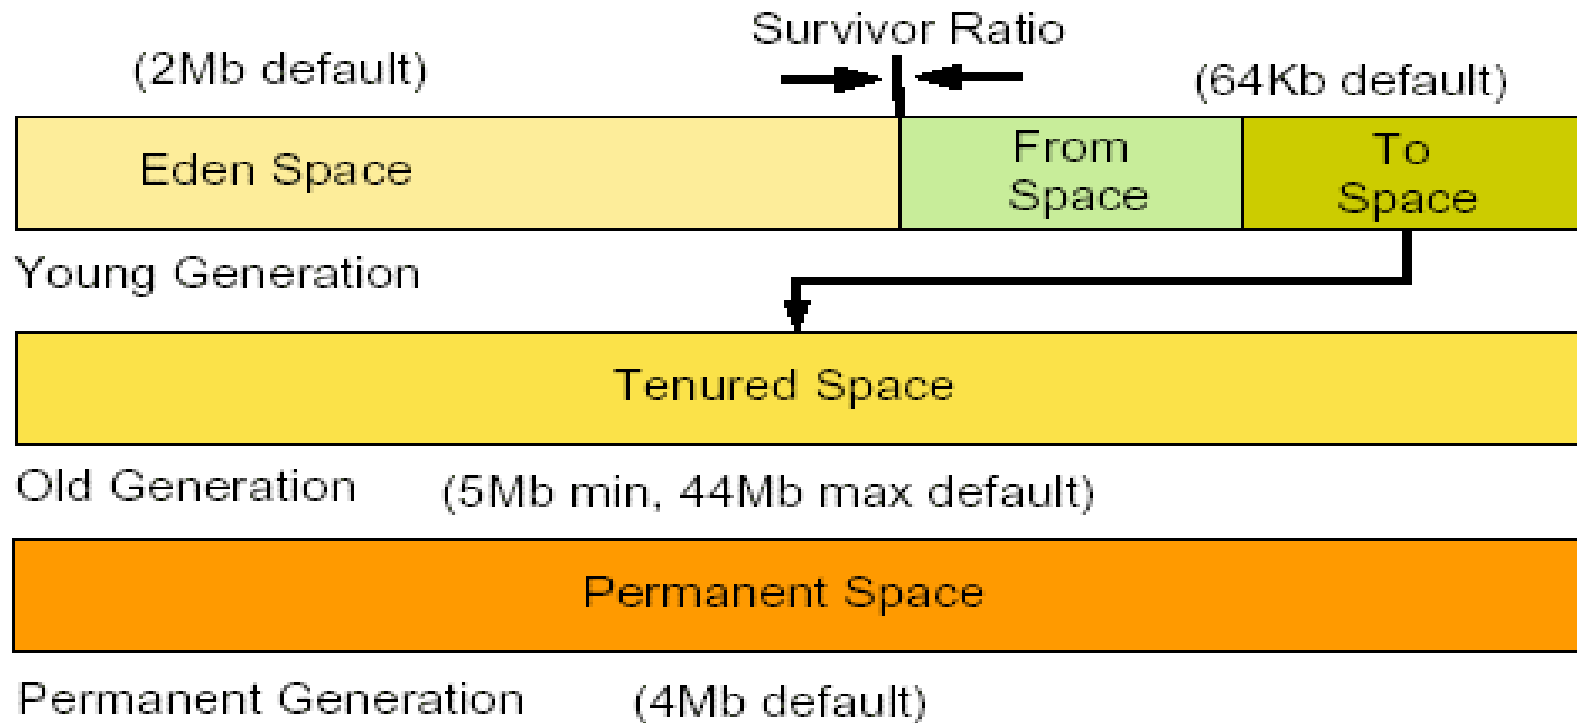 Survivor Ratio
(2Mb default)
(64Kb default)
Eden Space
From
Space
To
Space
Young Generation
Tenured Space
Old Generation
(5Mb min, 44Mb max default)
Permanent Space
Permanent Generation
(4Mb default)